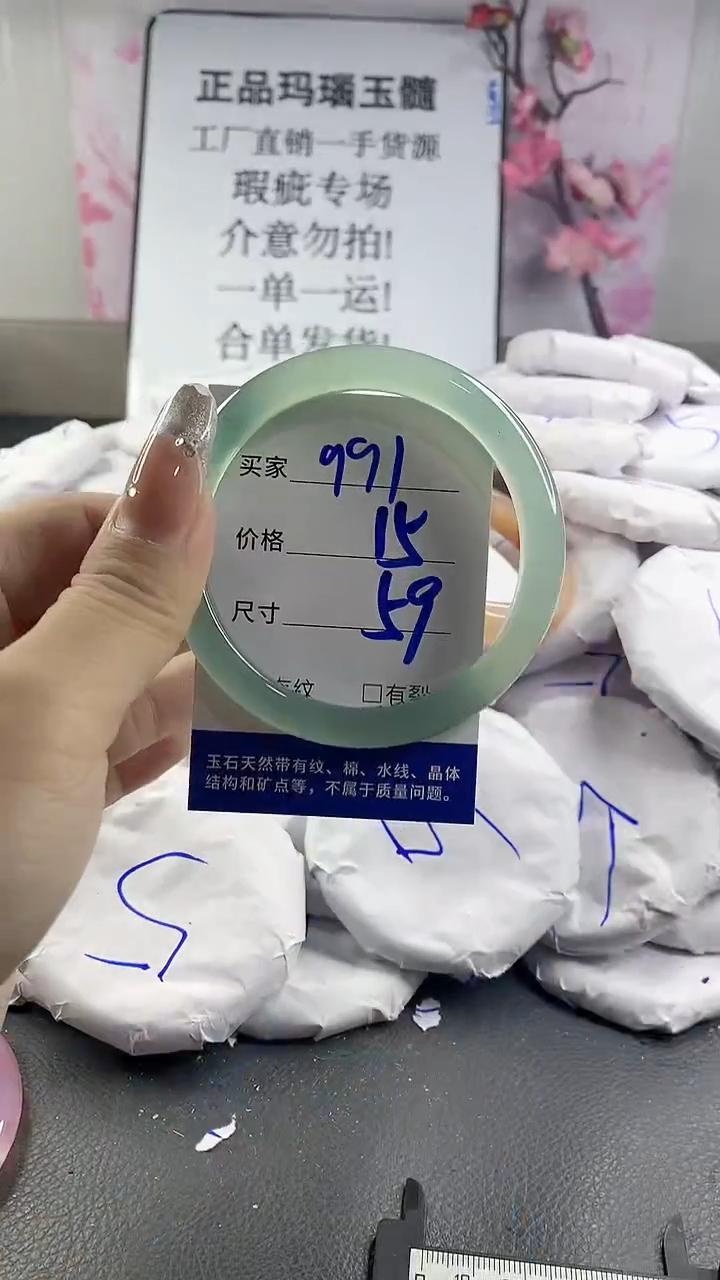 正品玛瑙玉髓
工厂直销一手货源
瑕疵专场
介意勿拍!
一单一运!
合单发货!
买家 991
价格 15
尺寸 59
有纹 □有裂
玉石天然带有纹、棉、水线、晶体
结构和矿点等，不属于质量问题。
5